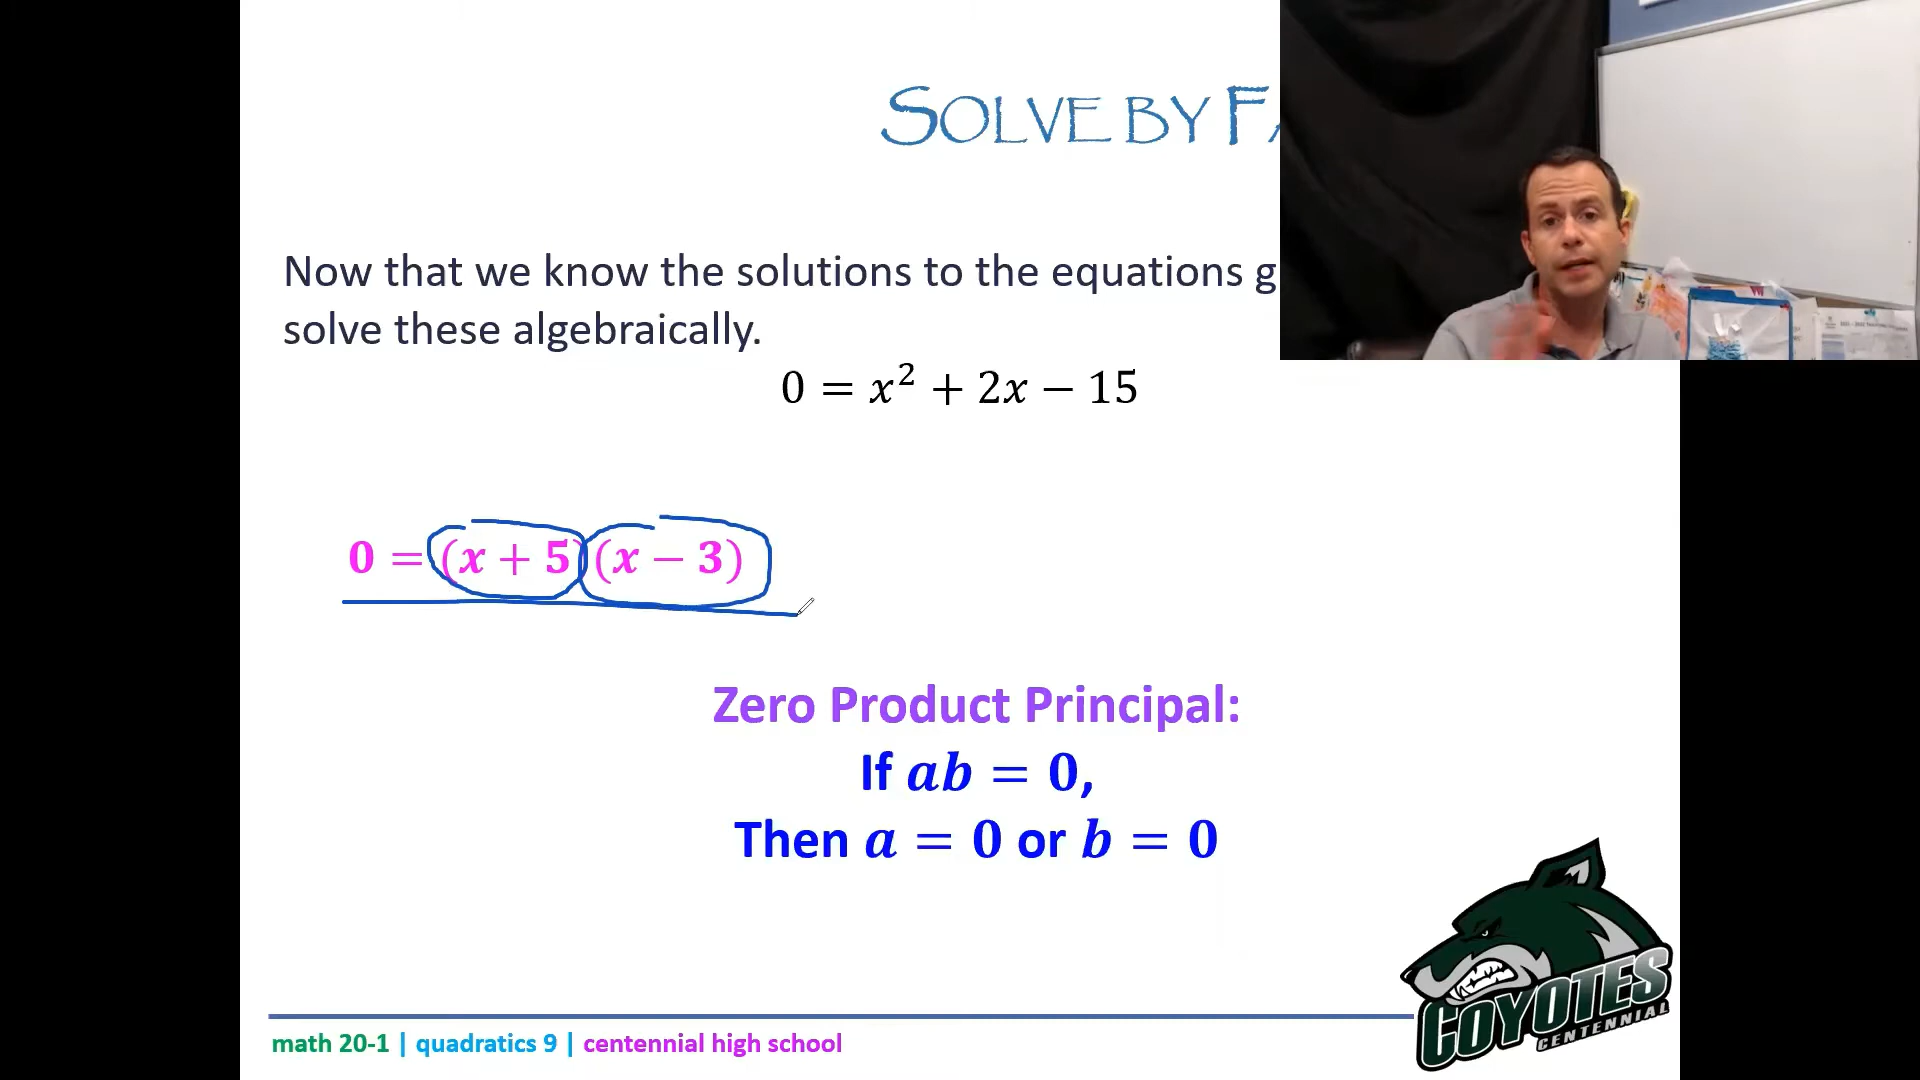 SOLVE BY
Now that we know the solutions to the equations
solve these algebraically.
0 = x² + 2x − 15
0 = (x + 5)(x − 3)
Zero Product Principal:
If ab = 0,
Then a = 0 or b = 0
COYOTES
CENTENNIAL
math 20-1 | quadratics 9 | centennial high school